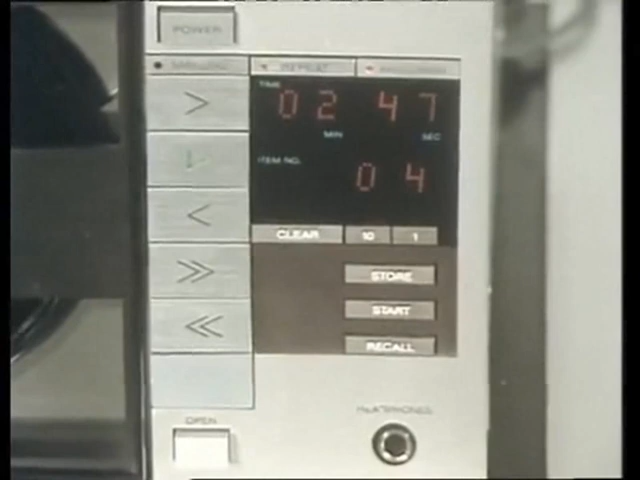 POWER
REPEAT
TIME
02 47
MIN SEC
ITEM NO.
04
CLEAR 10 1
STORE
START
RECALL
OPEN
HEADPHONES